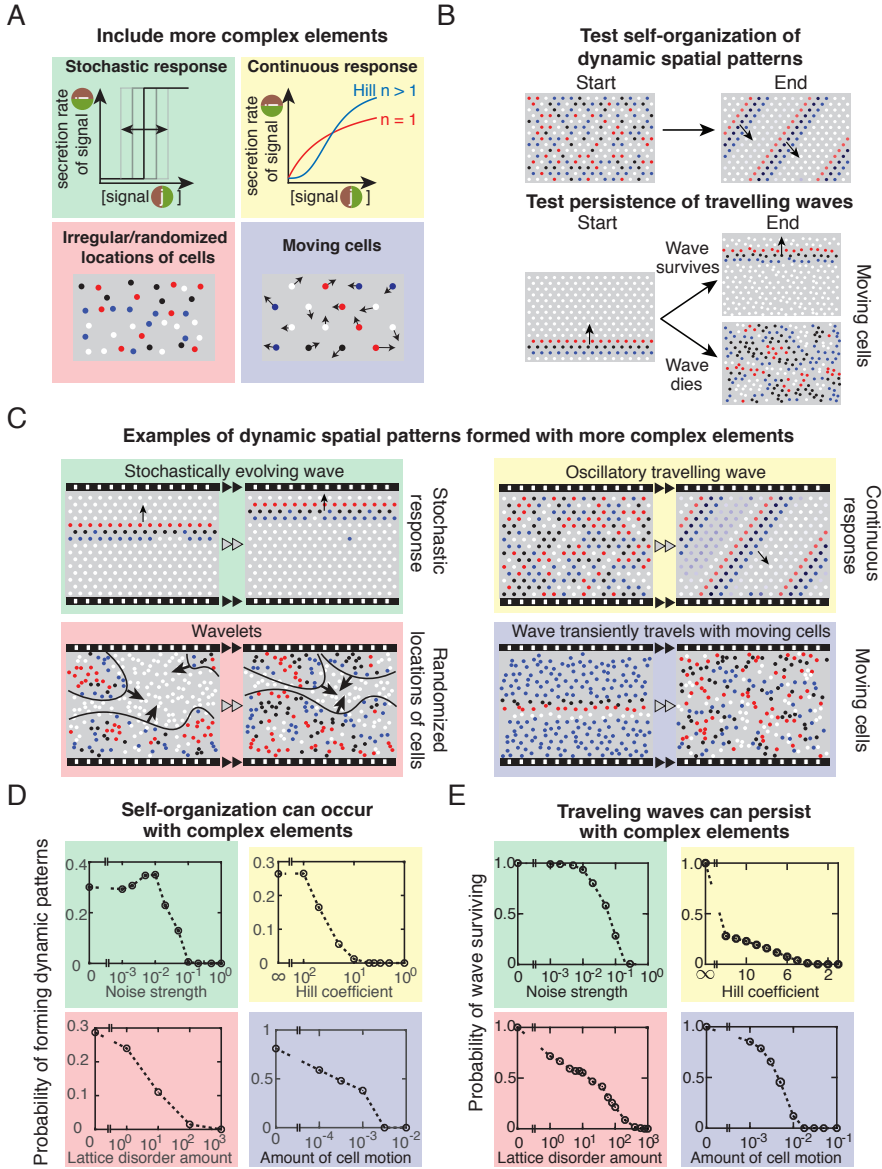 A
Include more complex elements
Stochastic response
secretion rate
of signal i
[signal j ]
Continuous response
Hill n > 1
n = 1
secretion rate
of signal i
[signal j ]
Irregular/randomized
locations of cells
Moving cells
B
Test self-organization of
dynamic spatial patterns
Start
End
Test persistence of travelling waves
Start
End
Wave
survives
Wave
dies
Moving cells
C
Examples of dynamic spatial patterns formed with more complex elements
Stochastically evolving wave
Stochastic
response
Oscillatory travelling wave
Continuous
response
Wavelets
Randomized
locations of cells
Wave transiently travels with moving cells
Moving cells
D
Self-organization can occur
with complex elements
Probability of forming dynamic patterns
0.4
0.2
0
0 10⁻³ 10⁻² 10⁻¹ 10⁰
Noise strength
0.3
0.2
0.1
0
∞ 10² 10¹ 10⁰
Hill coefficient
0.3
0.2
0.1
0
0 10⁰ 10¹ 10² 10³
Lattice disorder amount
1
0.5
0
0 10⁻⁴ 10⁻³ 10⁻²
Amount of cell motion
E
Traveling waves can persist
with complex elements
Probability of wave surviving
1.0
0.5
0
0 10⁻³ 10⁻² 10⁻¹ 10⁰
Noise strength
1.0
0.5
0
∞ 10 6 2
Hill coefficient
1.0
0.5
0
0 10⁰ 10¹ 10² 10³
Lattice disorder amount
1.0
0.5
0
0 10⁻³ 10⁻² 10⁻¹
Amount of cell motion